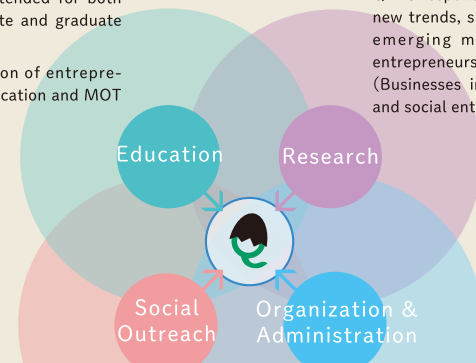 te and graduate
new trends, s
emerging m
entrepreneurs
(Businesses i
and social ent
on of entrepre-
cation and MOT
Education
Research
Social
Outreach
Organization &
Administration